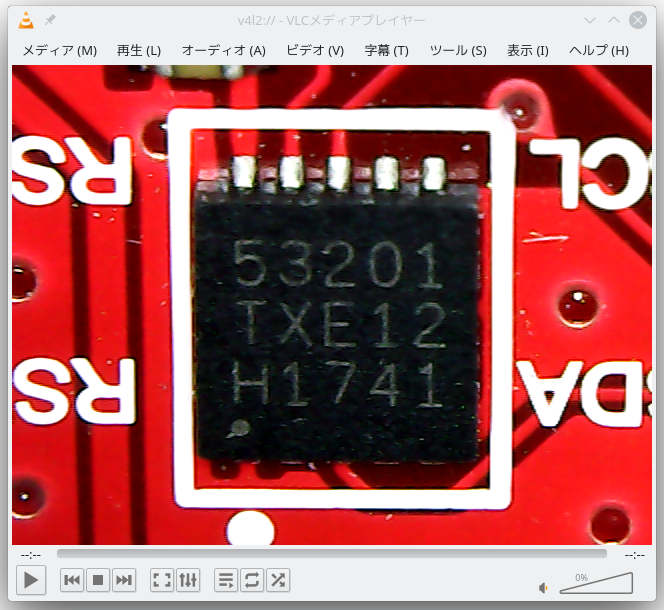 v4l2:// - VLCメディアプレイヤー
メディア (M) 再生 (L) オーディオ (A) ビデオ (V) 字幕 (T) ツール (S) 表示 (I) ヘルプ (H)
RS
CL
53201
TXE12
H1741
RS
SDA
--:-- --:--
0%